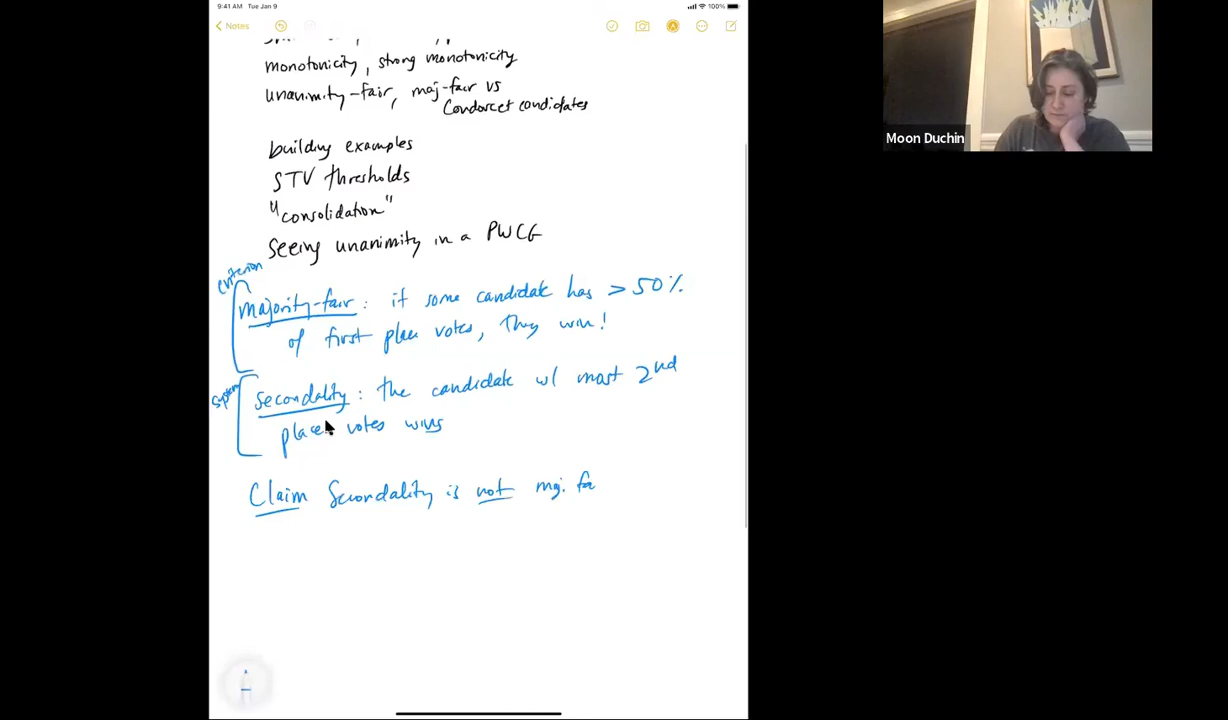 9:41 AM Tue Jan 9
100%
Notes
monotonicity, strong monotonicity
unanimity-fair, maj-fair vs
Condorcet candidates
building examples
STV thresholds
"consolidation"
Seeing unanimity in a PWCG
criterion
majority-fair: if some candidate has > 50%
of first place votes, they win!
system
Secondality: the candidate w/ most 2nd
place votes wins
Claim Secondality is not maj. fa
Moon Duchin